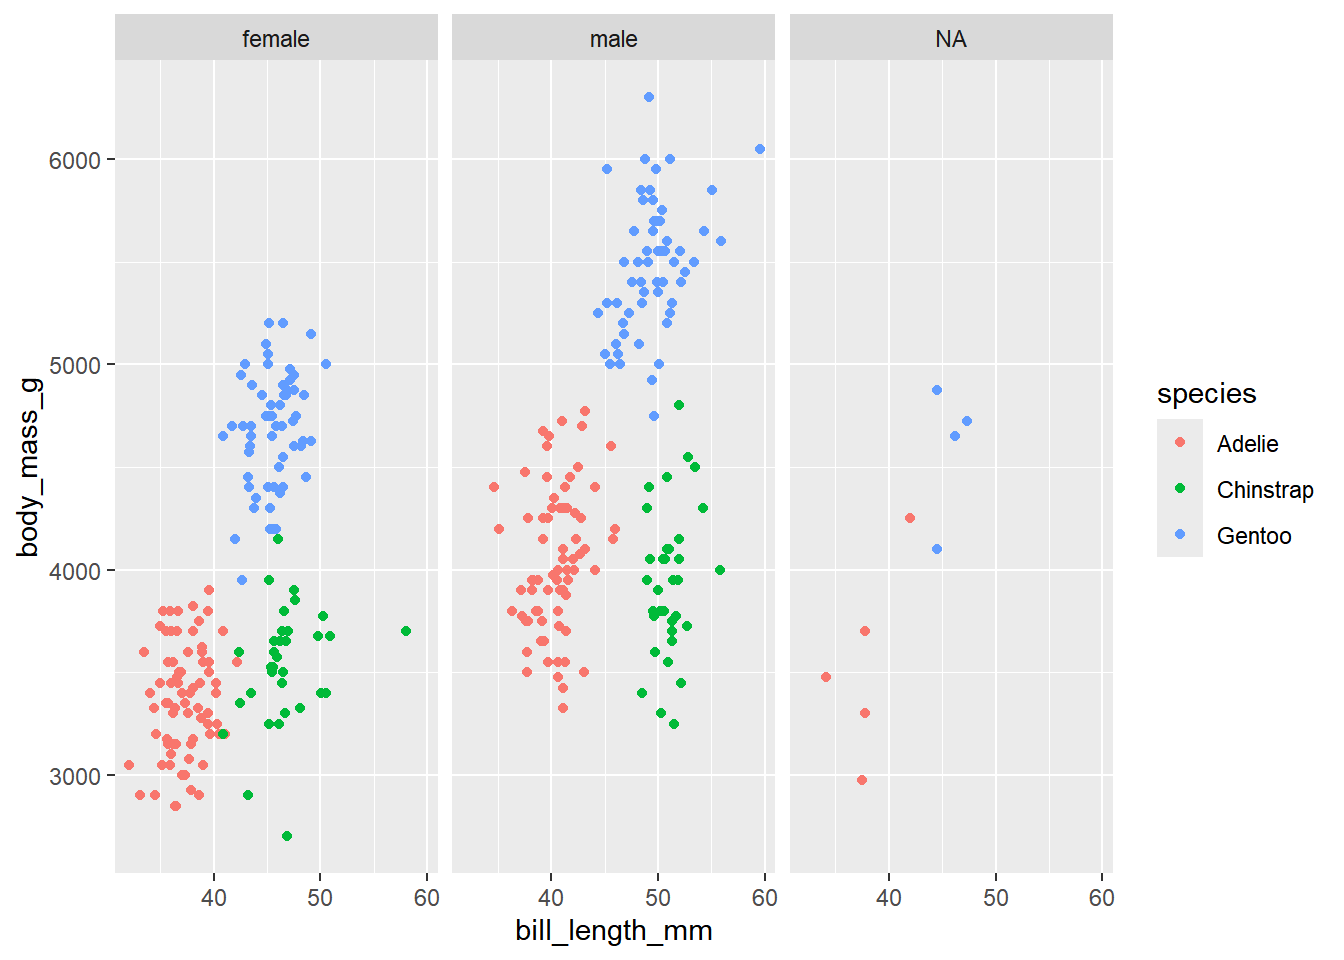 female male NA
6000
5000
4000
3000
body_mass_g
40 50 60 40 50 60 40 50 60
bill_length_mm
species
Adelie
Chinstrap
Gentoo